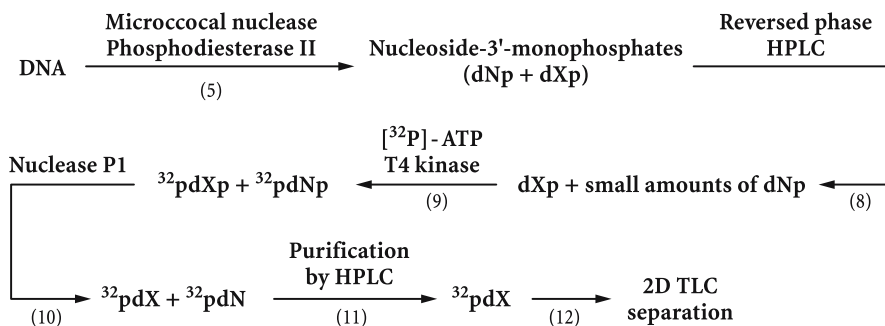 Microccocal nuclease
Phosphodiesterase II
DNA
(5)
Nucleoside-3'-monophosphates
(dNp + dXp)
Reversed phase
HPLC
Nuclease P1
³²pdXp + ³²pdNp
[³²P] - ATP
T4 kinase
(9)
dXp + small amounts of dNp
(8)
(10)
³²pdX + ³²pdN
Purification
by HPLC
(11)
³²pdX
(12)
2D TLC
separation